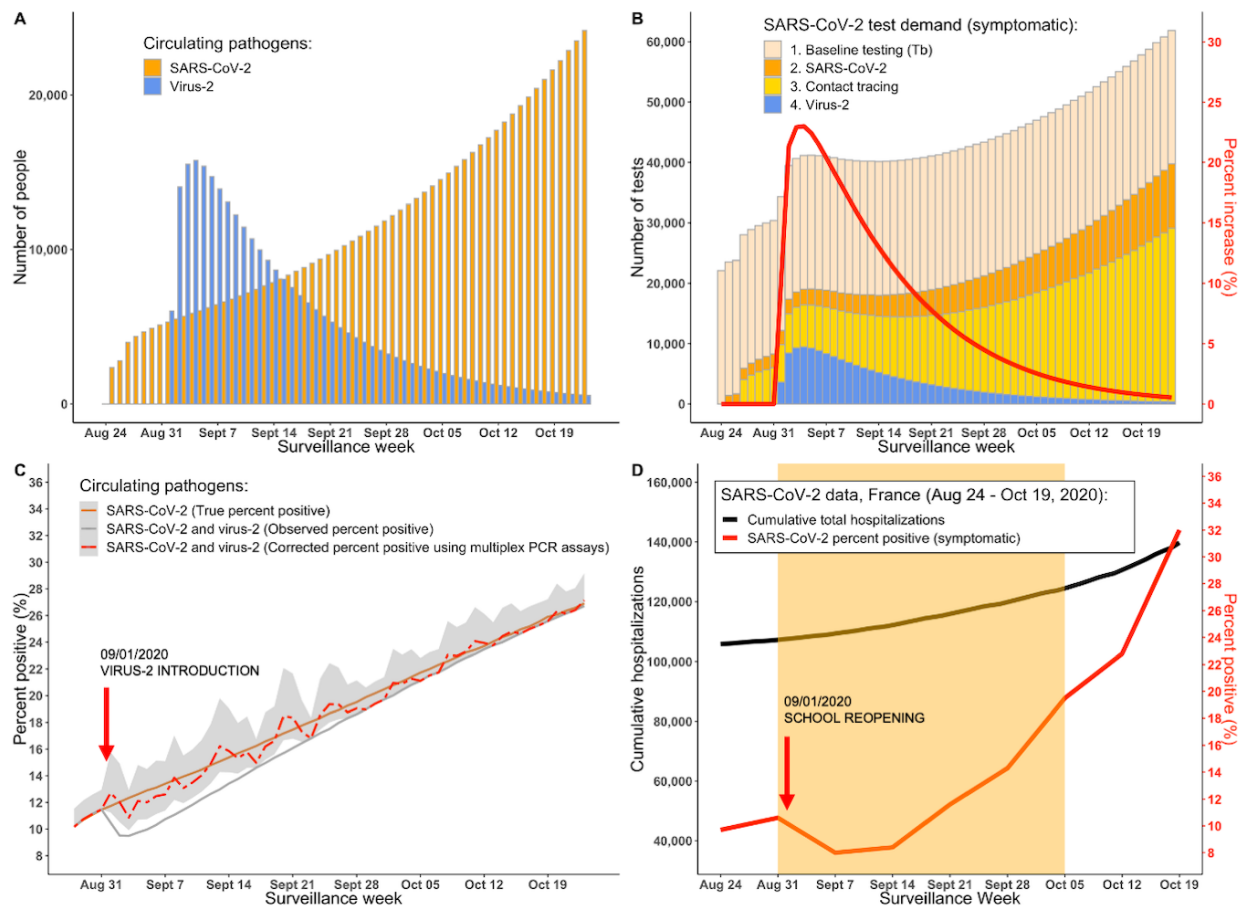 A
Circulating pathogens:
SARS-CoV-2
Virus-2
Number of people
20,000
10,000
0
Aug 24 Aug 31 Sept 7 Sept 14 Sept 21 Sept 28 Oct 05 Oct 12 Oct 19
Surveillance week
B
SARS-CoV-2 test demand (symptomatic):
1. Baseline testing (Tb)
2. SARS-CoV-2
3. Contact tracing
4. Virus-2
Number of tests
60,000
50,000
40,000
30,000
20,000
10,000
0
Percent increase (%)
30
25
20
15
10
5
0
Aug 24 Aug 31 Sept 7 Sept 14 Sept 21 Sept 28 Oct 05 Oct 12 Oct 19
Surveillance week
C
Circulating pathogens:
SARS-CoV-2 (True percent positive)
SARS-CoV-2 and virus-2 (Observed percent positive)
SARS-CoV-2 and virus-2 (Corrected percent positive using multiplex PCR assays)
Percent positive (%)
36
34
32
30
28
26
24
22
20
18
16
14
12
10
8
09/01/2020
VIRUS-2 INTRODUCTION
Aug 31 Sept 7 Sept 14 Sept 21 Sept 28 Oct 05 Oct 12 Oct 19
Surveillance week
D
SARS-CoV-2 data, France (Aug 24 - Oct 19, 2020):
Cumulative total hospitalizations
SARS-CoV-2 percent positive (symptomatic)
Cumulative hospitalizations
160,000
140,000
120,000
100,000
80,000
60,000
40,000
09/01/2020
SCHOOL REOPENING
Percent positive (%)
36
34
32
30
28
26
24
22
20
18
16
14
12
10
8
Aug 24 Aug 31 Sept 7 Sept 14 Sept 21 Sept 28 Oct 05 Oct 12 Oct 19
Surveillance Week